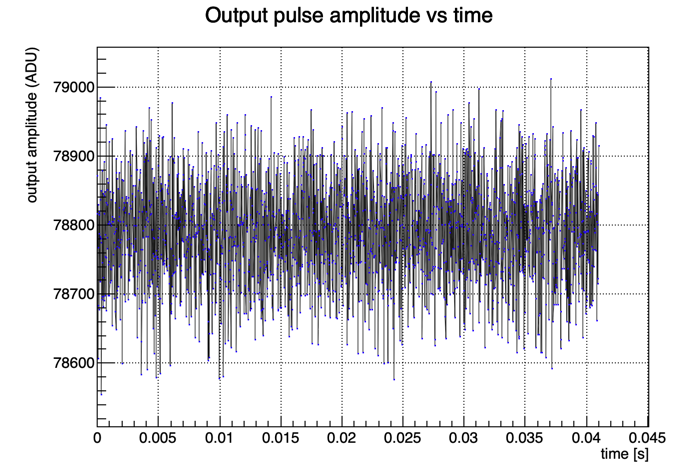 Output pulse amplitude vs time
output amplitude (ADU)
79000
78900
78800
78700
78600
0 0.005 0.01 0.015 0.02 0.025 0.03 0.035 0.04 0.045
time [s]